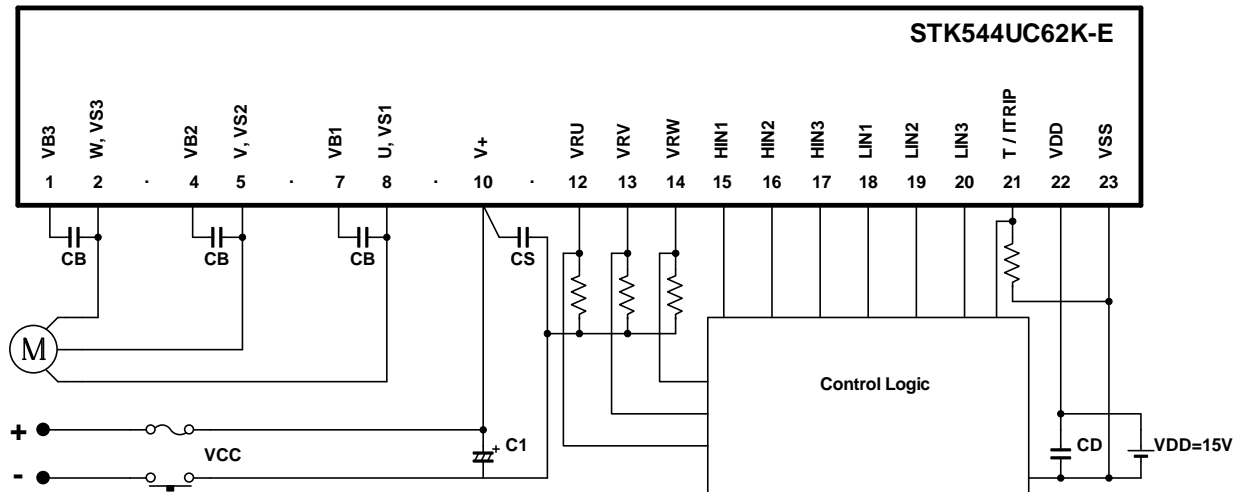 STK544UC62K-E
VB3
W, VS3
VB2
V, VS2
VB1
U, VS1
V+
VRU
VRV
VRW
HIN1
HIN2
HIN3
LIN1
LIN2
LIN3
T / ITRIP
VDD
VSS
1 2 · 4 5 · 7 8 · 10 · 12 13 14 15 16 17 18 19 20 21 22 23
CB
CB
CB
CS
M
Control Logic
+
VCC
+
C1
CD
VDD=15V
-